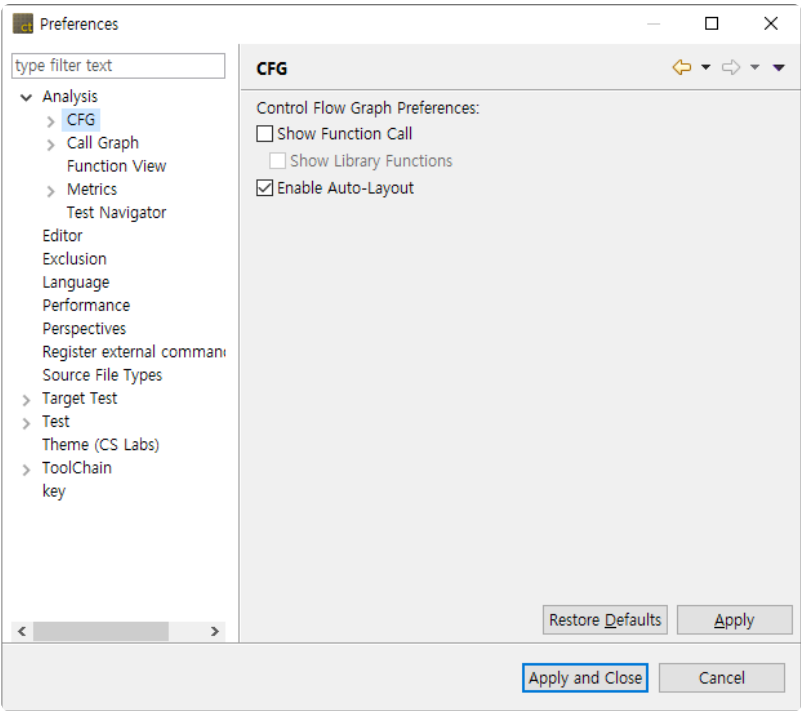 ct Preferences
type filter text
Analysis
CFG
Call Graph
Function View
Metrics
Test Navigator
Editor
Exclusion
Language
Performance
Perspectives
Register external comman
Source File Types
Target Test
Test
Theme (CS Labs)
ToolChain
key
CFG
Control Flow Graph Preferences:
Show Function Call
Show Library Functions
Enable Auto-Layout
Restore Defaults
Apply
Apply and Close
Cancel